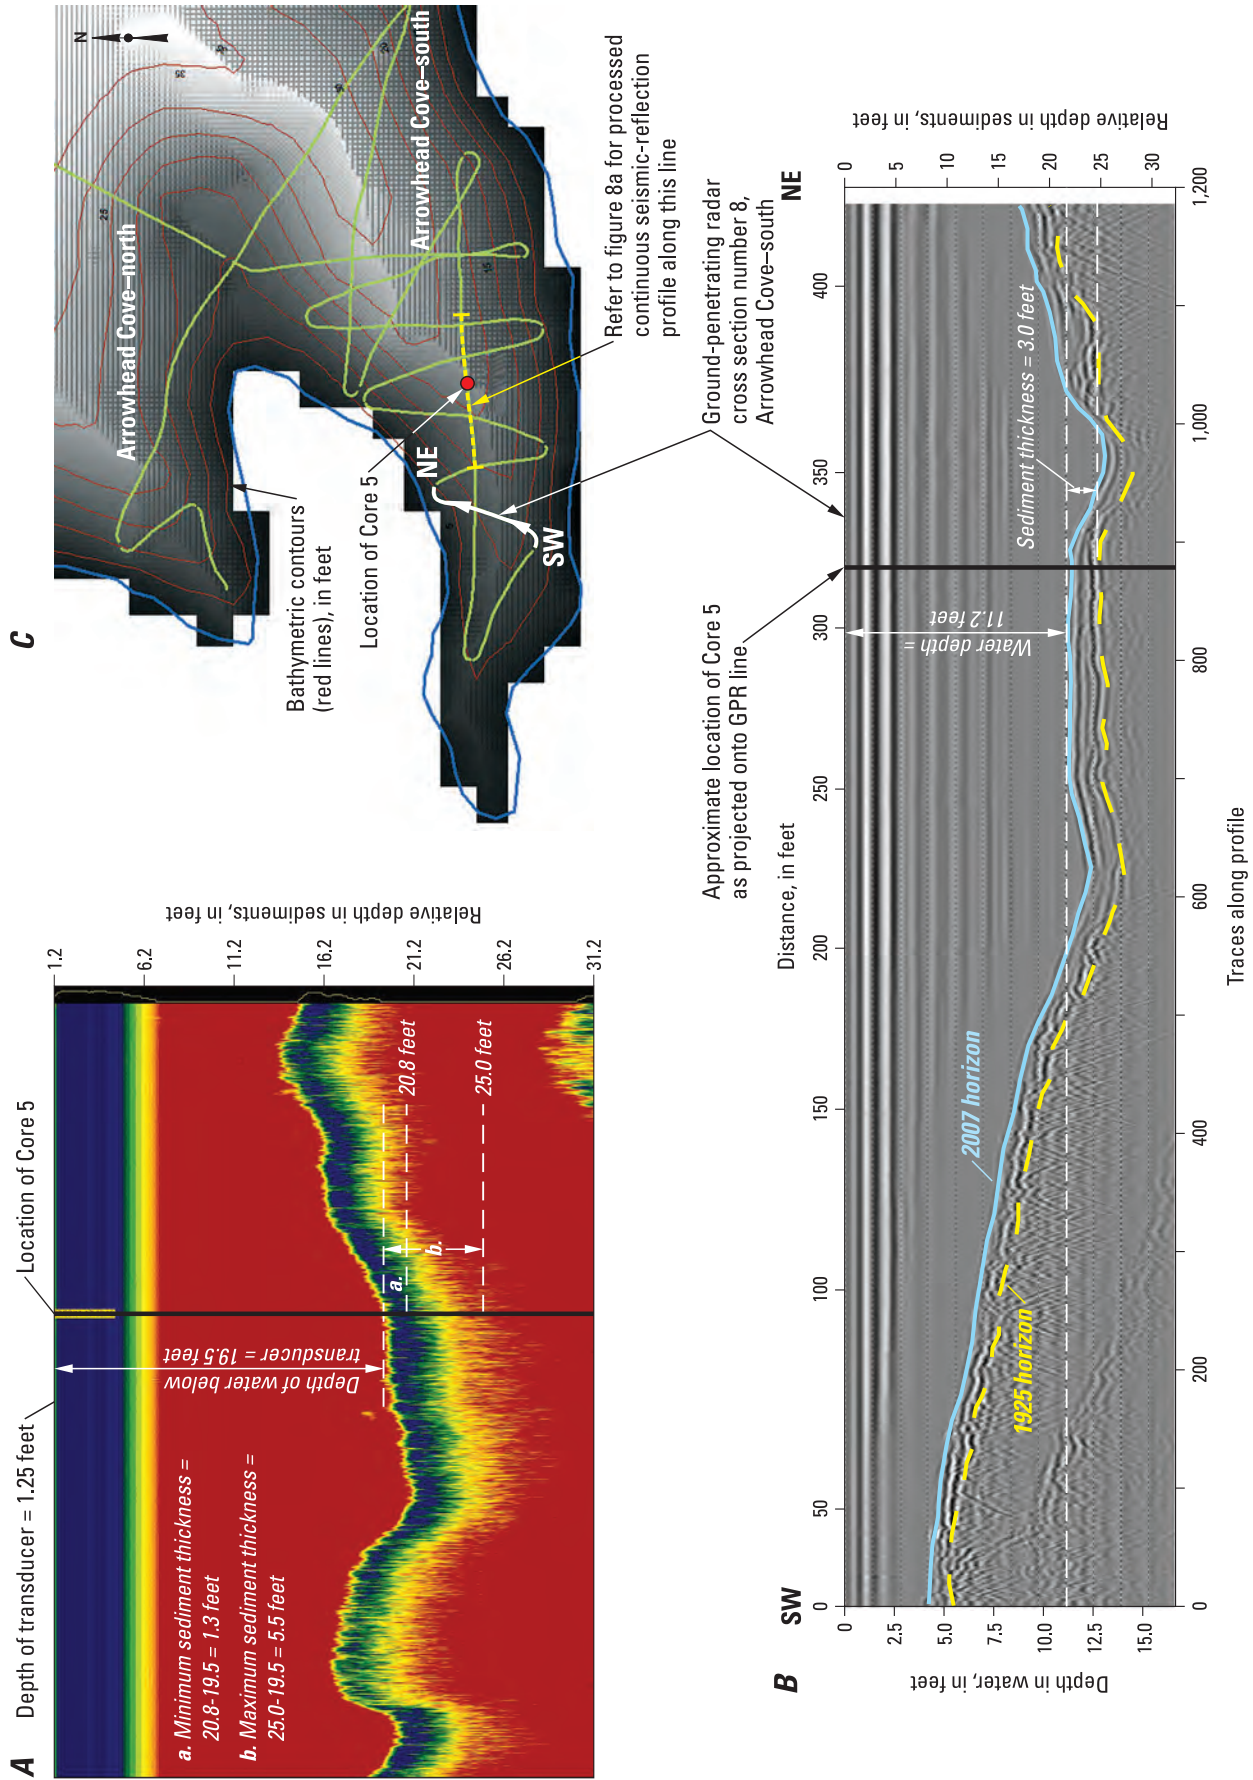 A
Depth of transducer = 1.25 feet
Location of Core 5
1.2
6.2
11.2
16.2
21.2
26.2
31.2
Relative depth in sediments, in feet
a. Minimum sediment thickness =
20.8-19.5 = 1.3 feet
b. Maximum sediment thickness =
25.0-19.5 = 5.5 feet
Depth of water below
transducer = 19.5 feet
a.
b.
20.8 feet
25.0 feet
C
N
Arrowhead Cove–north
Arrowhead Cove–south
25
35
20
15
5
NE
SW
Bathymetric contours
(red lines), in feet
Location of Core 5
Refer to figure 8a for processed
continuous seismic-reflection
profile along this line
Ground-penetrating radar
cross section number 8,
Arrowhead Cove–south
Approximate location of Core 5
as projected onto GPR line
B
SW
NE
Distance, in feet
0
50
100
150
200
250
300
350
400
Depth in water, in feet
0
2.5
5.0
7.5
10.0
12.5
15.0
Relative depth in sediments, in feet
0
5
10
15
20
25
30
2007 horizon
1925 horizon
Water depth =
11.2 feet
Sediment thickness = 3.0 feet
0
200
400
600
800
1,000
1,200
Traces along profile